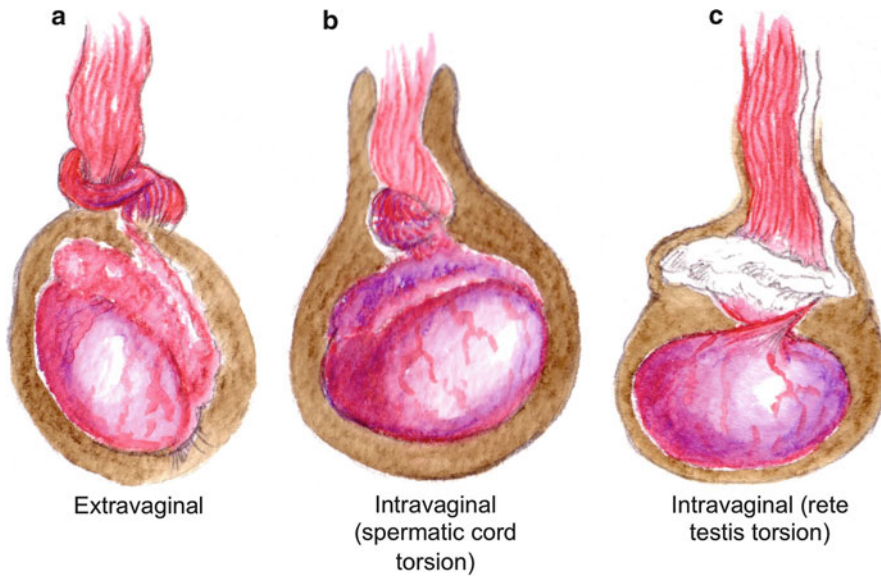 a
b
c
Extravaginal
Intravaginal
(spermatic cord
torsion)
Intravaginal (rete
testis torsion)